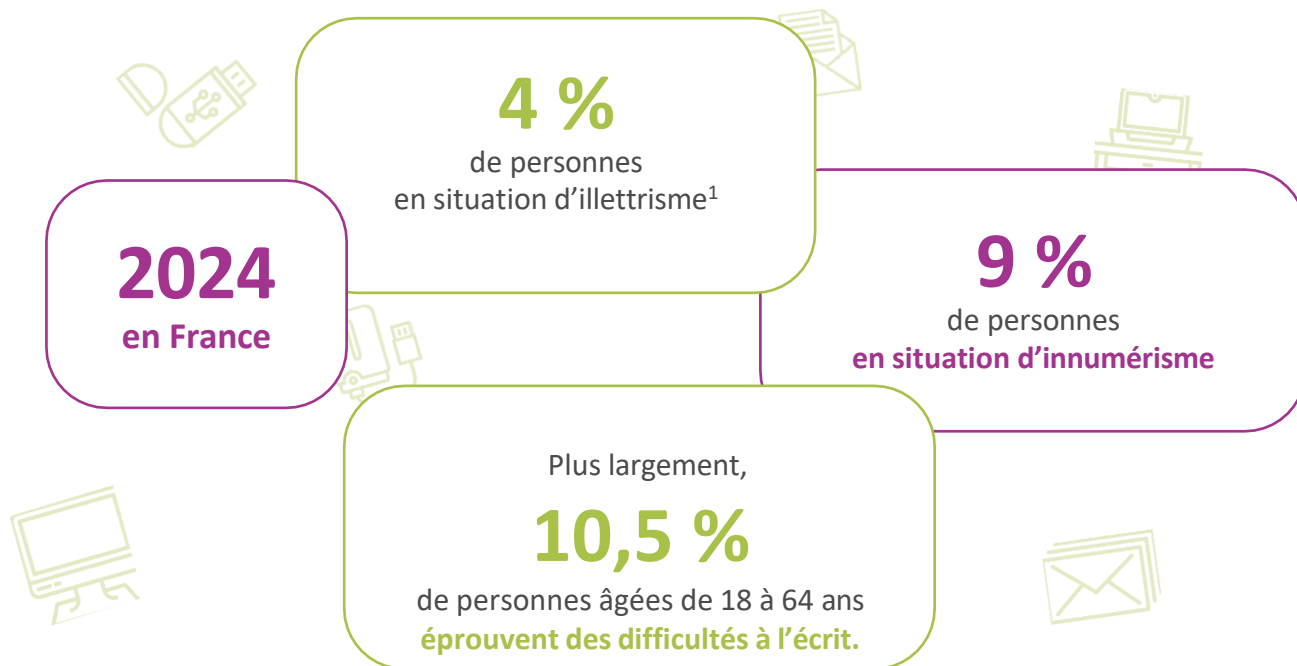 2024
en France
4 %
de personnes
en situation d’illettrisme¹
9 %
de personnes
en situation d’innumérisme
Plus largement,
10,5 %
de personnes âgées de 18 à 64 ans
éprouvent des difficultés à l’écrit.